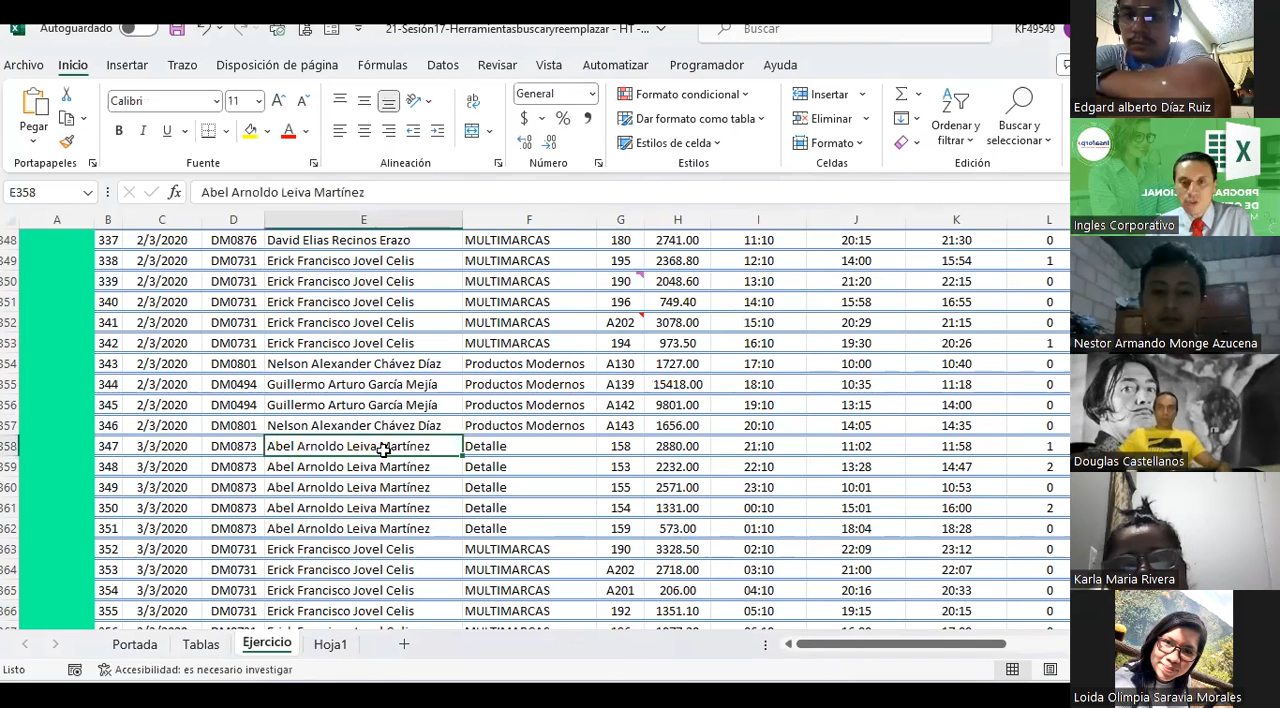 Autoguardado 21-Sesión17-Herramientasbuscaryreemplazar - HT - ... Buscar KF49549
Archivo Inicio Insertar Trazo Disposición de página Fórmulas Datos Revisar Vista Automatizar Programador Ayuda
Pegar
Portapapeles
Calibri 11
N K S
Fuente
Alineación
General
$ %
Número
Formato condicional
Dar formato como tabla
Estilos de celda
Estilos
Insertar
Eliminar
Formato
Celdas
Ordenar y filtrar
Buscar y seleccionar
Edición
E358 fx Abel Arnoldo Leiva Martínez
A B C D E F G H I J K L
348 337 2/3/2020 DM0876 David Elias Recinos Erazo MULTIMARCAS 180 2741.00 11:10 20:15 21:30 0
349 338 2/3/2020 DM0731 Erick Francisco Jovel Celis MULTIMARCAS 195 2368.80 12:10 14:00 15:54 1
350 339 2/3/2020 DM0731 Erick Francisco Jovel Celis MULTIMARCAS 190 2048.60 13:10 21:20 22:15 0
351 340 2/3/2020 DM0731 Erick Francisco Jovel Celis MULTIMARCAS 196 749.40 14:10 15:58 16:55 0
352 341 2/3/2020 DM0731 Erick Francisco Jovel Celis MULTIMARCAS A202 3078.00 15:10 20:29 21:15 0
353 342 2/3/2020 DM0731 Erick Francisco Jovel Celis MULTIMARCAS 194 973.50 16:10 19:30 20:26 1
354 343 2/3/2020 DM0801 Nelson Alexander Chávez Díaz Productos Modernos A130 1727.00 17:10 10:00 10:40 0
355 344 2/3/2020 DM0494 Guillermo Arturo García Mejía Productos Modernos A139 15418.00 18:10 10:35 11:18 0
356 345 2/3/2020 DM0494 Guillermo Arturo García Mejía Productos Modernos A142 9801.00 19:10 13:15 14:00 0
357 346 2/3/2020 DM0801 Nelson Alexander Chávez Díaz Productos Modernos A143 1656.00 20:10 14:05 14:35 0
358 347 3/3/2020 DM0873 Abel Arnoldo Leiva Martínez Detalle 158 2880.00 21:10 11:02 11:58 1
359 348 3/3/2020 DM0873 Abel Arnoldo Leiva Martínez Detalle 153 2232.00 22:10 13:28 14:47 2
360 349 3/3/2020 DM0873 Abel Arnoldo Leiva Martínez Detalle 155 2571.00 23:10 10:01 10:53 0
361 350 3/3/2020 DM0873 Abel Arnoldo Leiva Martínez Detalle 154 1331.00 00:10 15:01 16:00 2
362 351 3/3/2020 DM0873 Abel Arnoldo Leiva Martínez Detalle 159 573.00 01:10 18:04 18:28 0
363 352 3/3/2020 DM0731 Erick Francisco Jovel Celis MULTIMARCAS 190 3328.50 02:10 22:09 23:12 0
364 353 3/3/2020 DM0731 Erick Francisco Jovel Celis MULTIMARCAS A202 2718.00 03:10 21:00 22:07 0
365 354 3/3/2020 DM0731 Erick Francisco Jovel Celis MULTIMARCAS A201 206.00 04:10 20:16 20:33 0
366 355 3/3/2020 DM0731 Erick Francisco Jovel Celis MULTIMARCAS 192 1351.10 05:10 19:15 20:15 0
Portada Tablas Ejercicio Hoja1
Listo Accesibilidad: es necesario investigar
Edgard alberto Díaz Ruiz
Ingles Corporativo
Nestor Armando Monge Azucena
Douglas Castellanos
Karla Maria Rivera
Loida Olimpia Saravia Morales